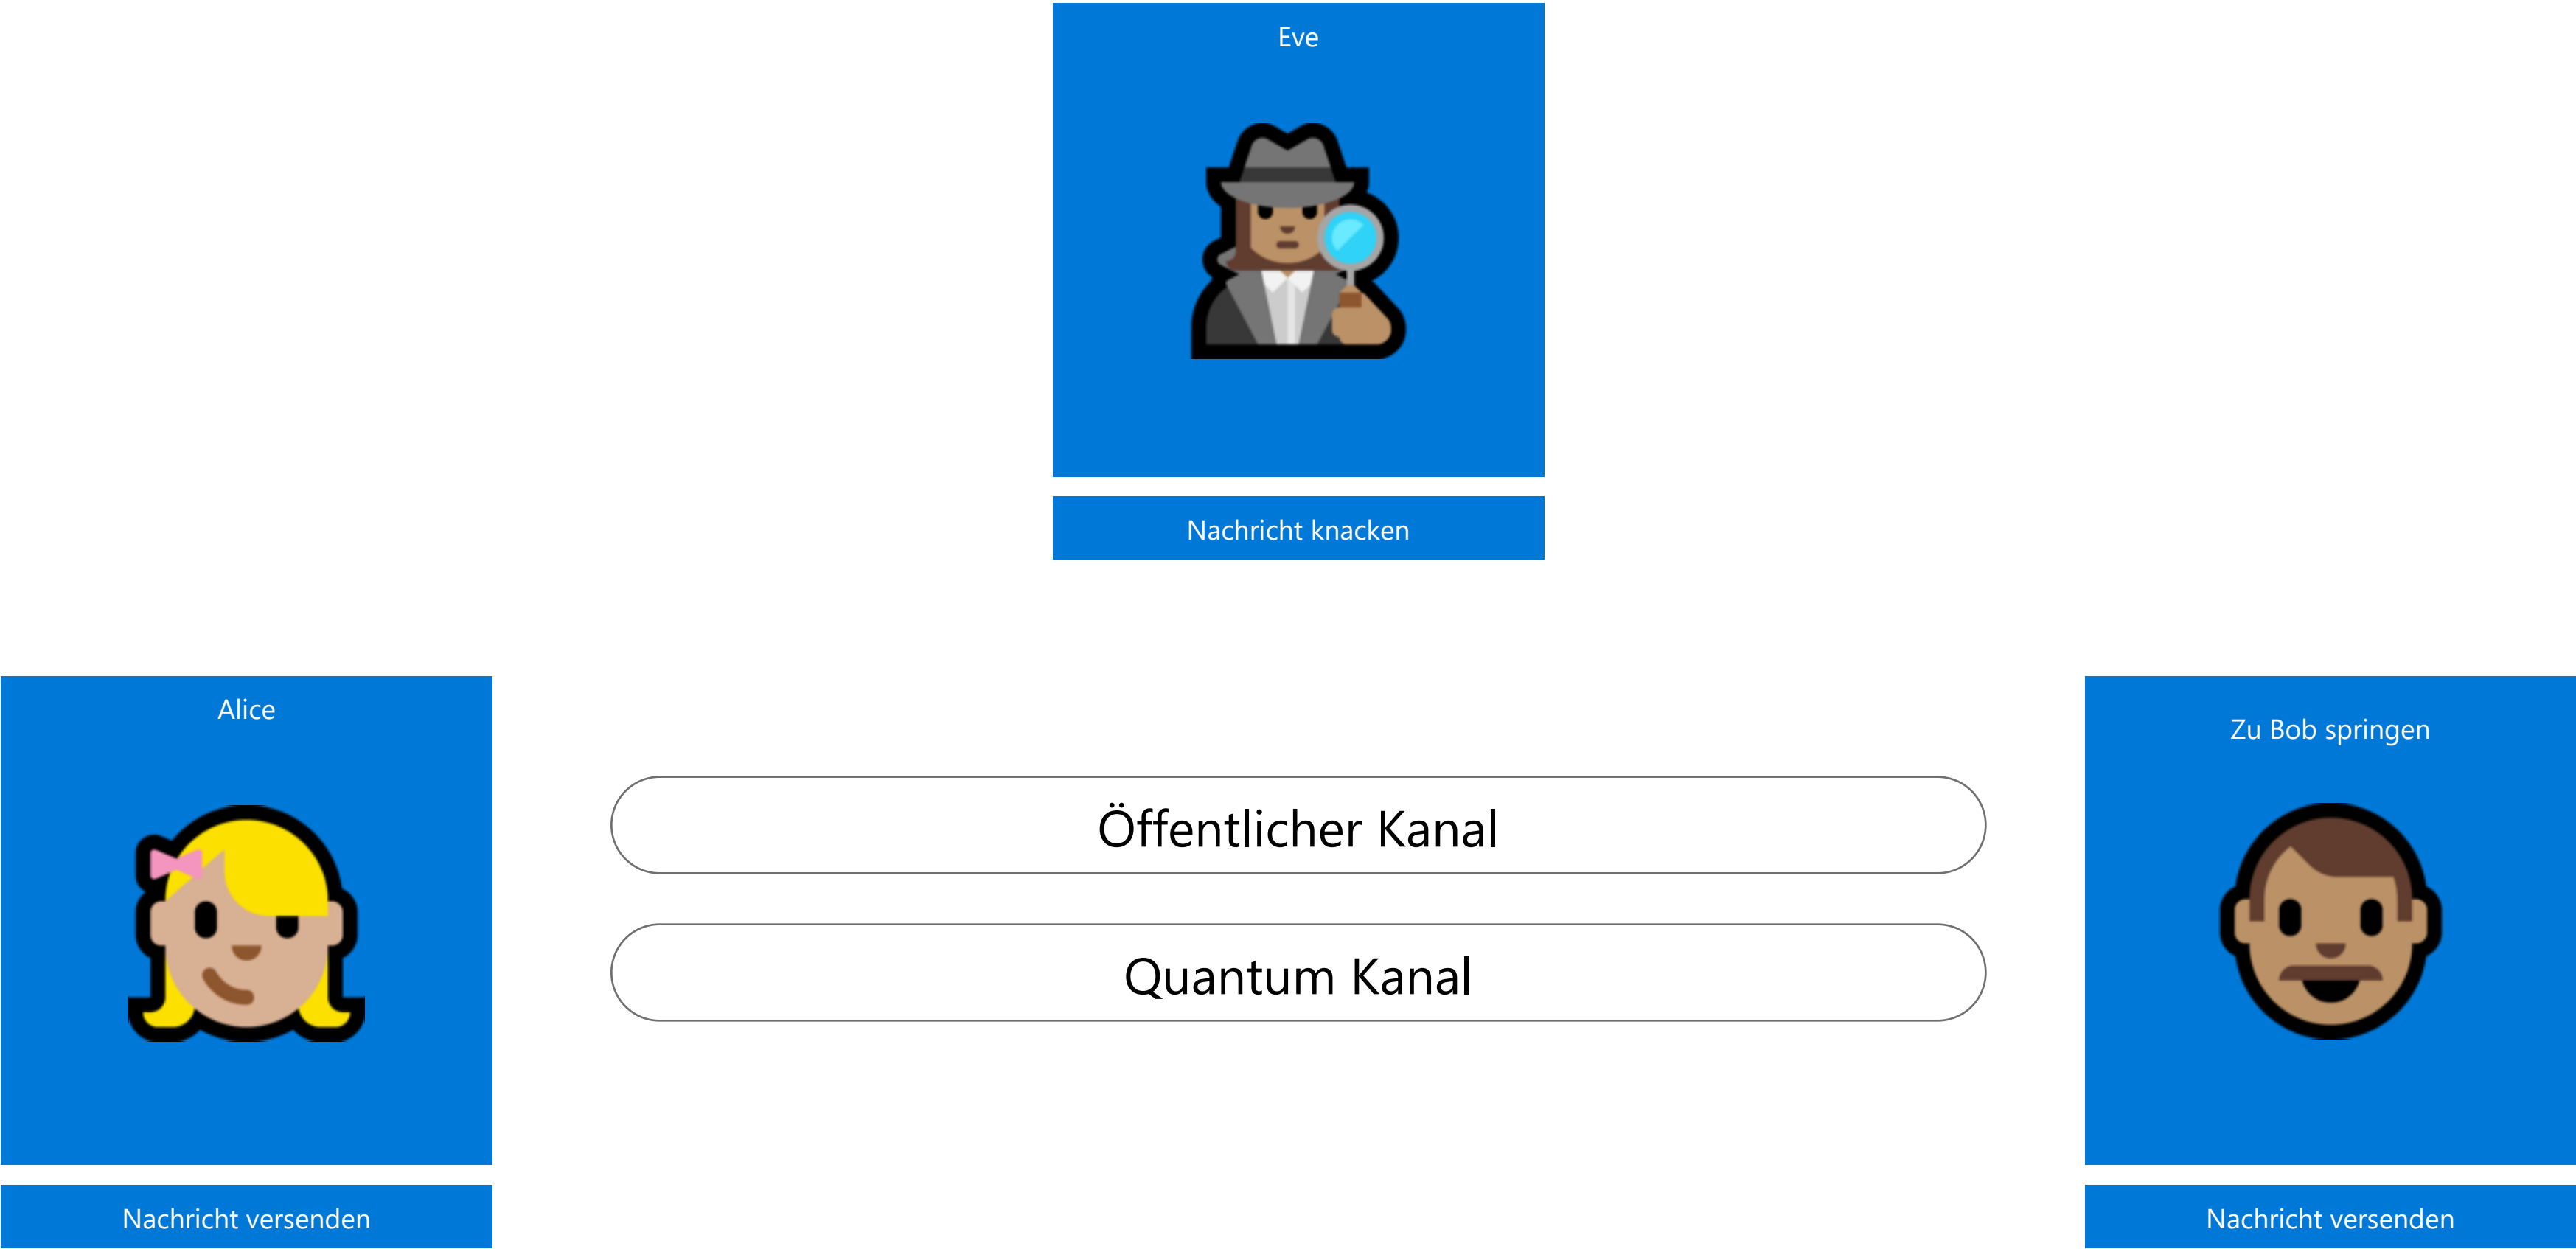 Eve
Nachricht knacken
Alice
Zu Bob springen
Öffentlicher Kanal
Quantum Kanal
Nachricht versenden
Nachricht versenden